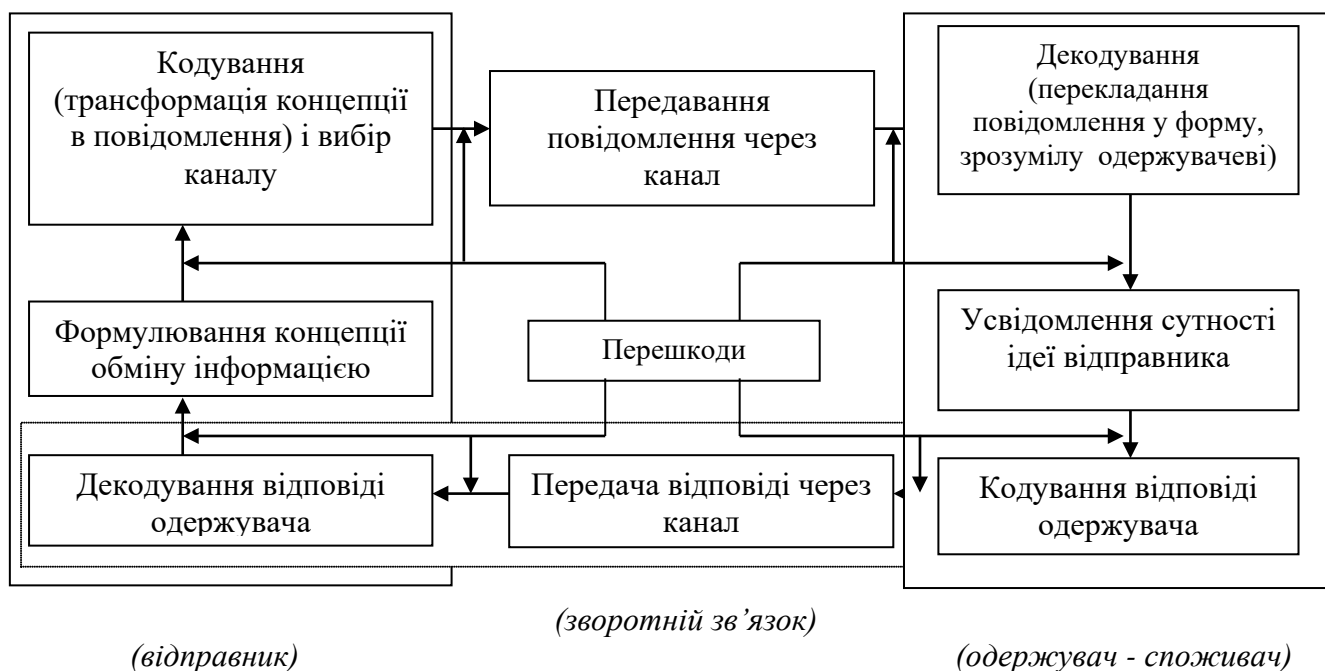 Кодування
(трансформація концепції
в повідомлення) і вибір
каналу
Передавання
повідомлення через
канал
Декодування
(перекладання
повідомлення у форму,
зрозумілу одержувачеві)
Формулювання концепції
обміну інформацією
Перешкоди
Усвідомлення сутності
ідеї відправника
Декодування відповіді
одержувача
Передача відповіді через
канал
Кодування відповіді
одержувача
(зворотній зв’язок)
(відправник)
(одержувач - споживач)